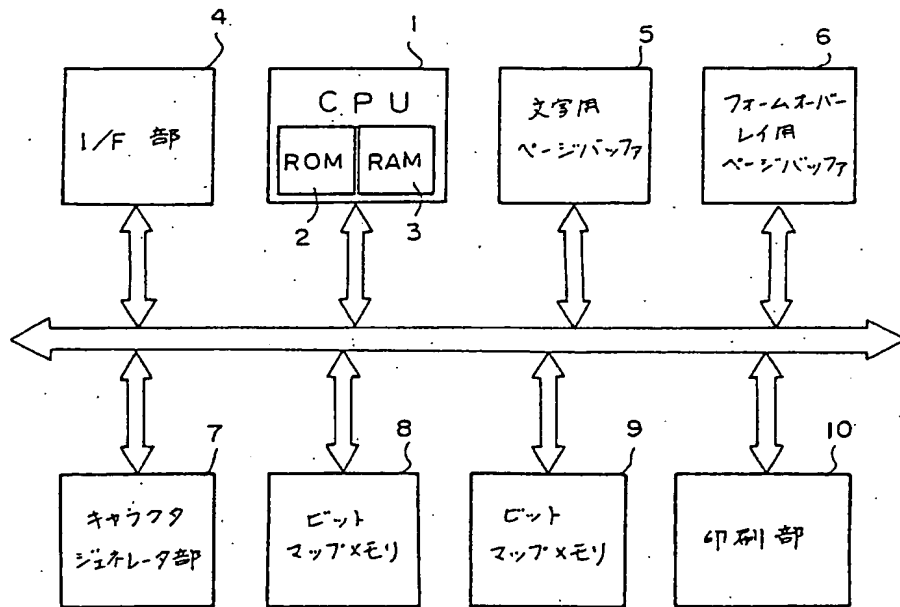 4
1
5
6
I/F 部
CPU
ROM
RAM
2
3
文字用
ページバッファ
フォームオーバー
レイ用
ページバッファ
7
8
9
10
キャラクタ
ジェネレータ部
ビット
マップメモリ
ビット
マップメモリ
印刷部